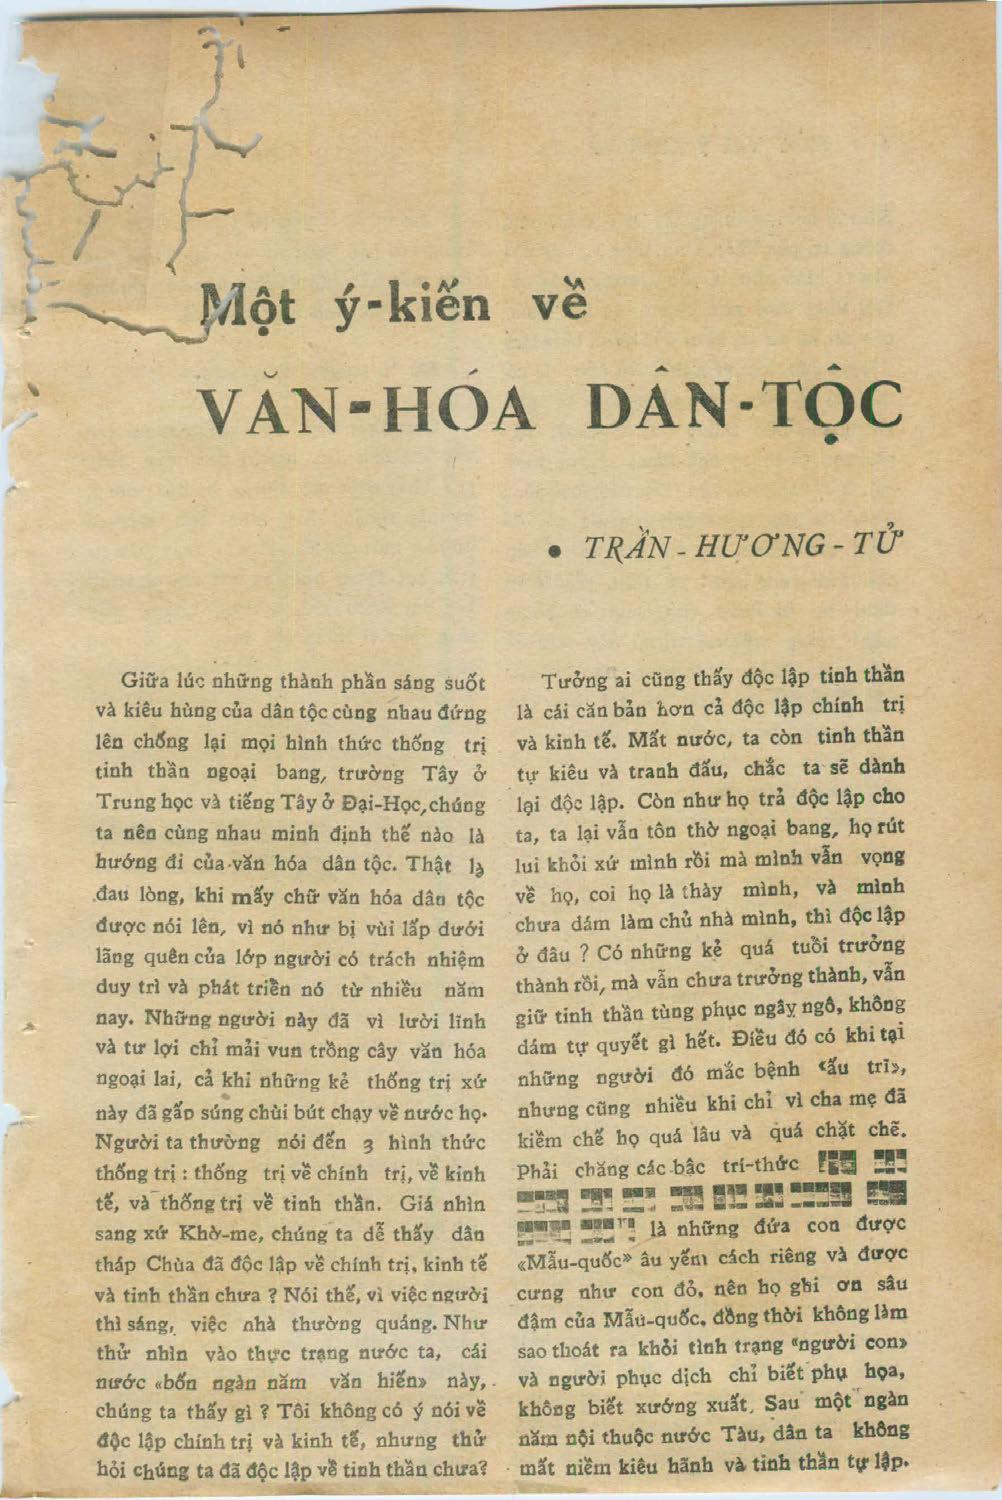 Một ý-kiến về
VĂN-HÓA DÂN-TỘC
• TRẦN - HƯƠNG - TỬ
Giữa lúc những thành phần sáng suốt
và kiêu hùng của dân tộc cùng nhau đứng
lên chống lại mọi hình thức thống trị
tinh thần ngoại bang, trường Tây ở
Trung học và tiếng Tây ở Đại-Học, chúng
ta nên cùng nhau minh định thế nào là
hướng đi của văn hóa dân tộc. Thật là
đau lòng, khi mấy chữ văn hóa dân tộc
được nói lên, vì nó như bị vùi lấp dưới
lãng quên của lớp người có trách nhiệm
duy trì và phát triển nó từ nhiều năm
nay. Những người này đã vì lười lĩnh
và tư lợi chỉ mải vun trồng cây văn hóa
ngoại lai, cả khi những kẻ thống trị xứ
này đã gấp súng chùi bút chạy về nước họ.
Người ta thường nói đến 3 hình thức
thống trị : thống trị về chính trị, về kinh
tế, và thống trị về tinh thần. Giá nhìn
sang xứ Khờ-me, chúng ta dễ thấy dân
tháp Chùa đã độc lập về chính trị, kinh tế
và tinh thần chưa ? Nói thế, vì việc người
thì sáng, việc nhà thường quáng. Như
thử nhìn vào thực trạng nước ta, cái
nước «bốn ngàn năm văn hiến» này,
chúng ta thấy gì ? Tôi không có ý nói về
độc lập chính trị và kinh tế, nhưng thử
hỏi chúng ta đã độc lập về tinh thần chưa?
Tưởng ai cũng thấy độc lập tinh thần
là cái căn bản hơn cả độc lập chính trị
và kinh tế. Mất nước, ta còn tinh thần
tự kiêu và tranh đấu, chắc ta sẽ dành
lại độc lập. Còn như họ trả độc lập cho
ta, ta lại vẫn tôn thờ ngoại bang, họ rút
lui khỏi xứ mình rồi mà mình vẫn vọng
về họ, coi họ là thày mình, và mình
chưa dám làm chủ nhà mình, thì độc lập
ở đâu ? Có những kẻ quá tuổi trưởng
thành rồi, mà vẫn chưa trưởng thành, vẫn
giữ tinh thần tùng phục ngây ngô, không
dám tự quyết gì hết. Điều đó có khi tại
những người đó mắc bệnh «ấu trĩ»,
nhưng cũng nhiều khi chỉ vì cha mẹ đã
kiềm chế họ quá lâu và quá chặt chẽ.
Phải chăng các bậc trí-thức
là những đứa con được
«Mẫu-quốc» âu yếm cách riêng và được
cưng như con đỏ, nên họ ghi ơn sâu
đậm của Mẫu-quốc, đồng thời không làm
sao thoát ra khỏi tình trạng «người con»
và người phục dịch chỉ biết phụ họa,
không biết xướng xuất. Sau một ngàn
năm nội thuộc nước Tàu, dân ta không
mất niềm kiêu hãnh và tinh thần tự lập.